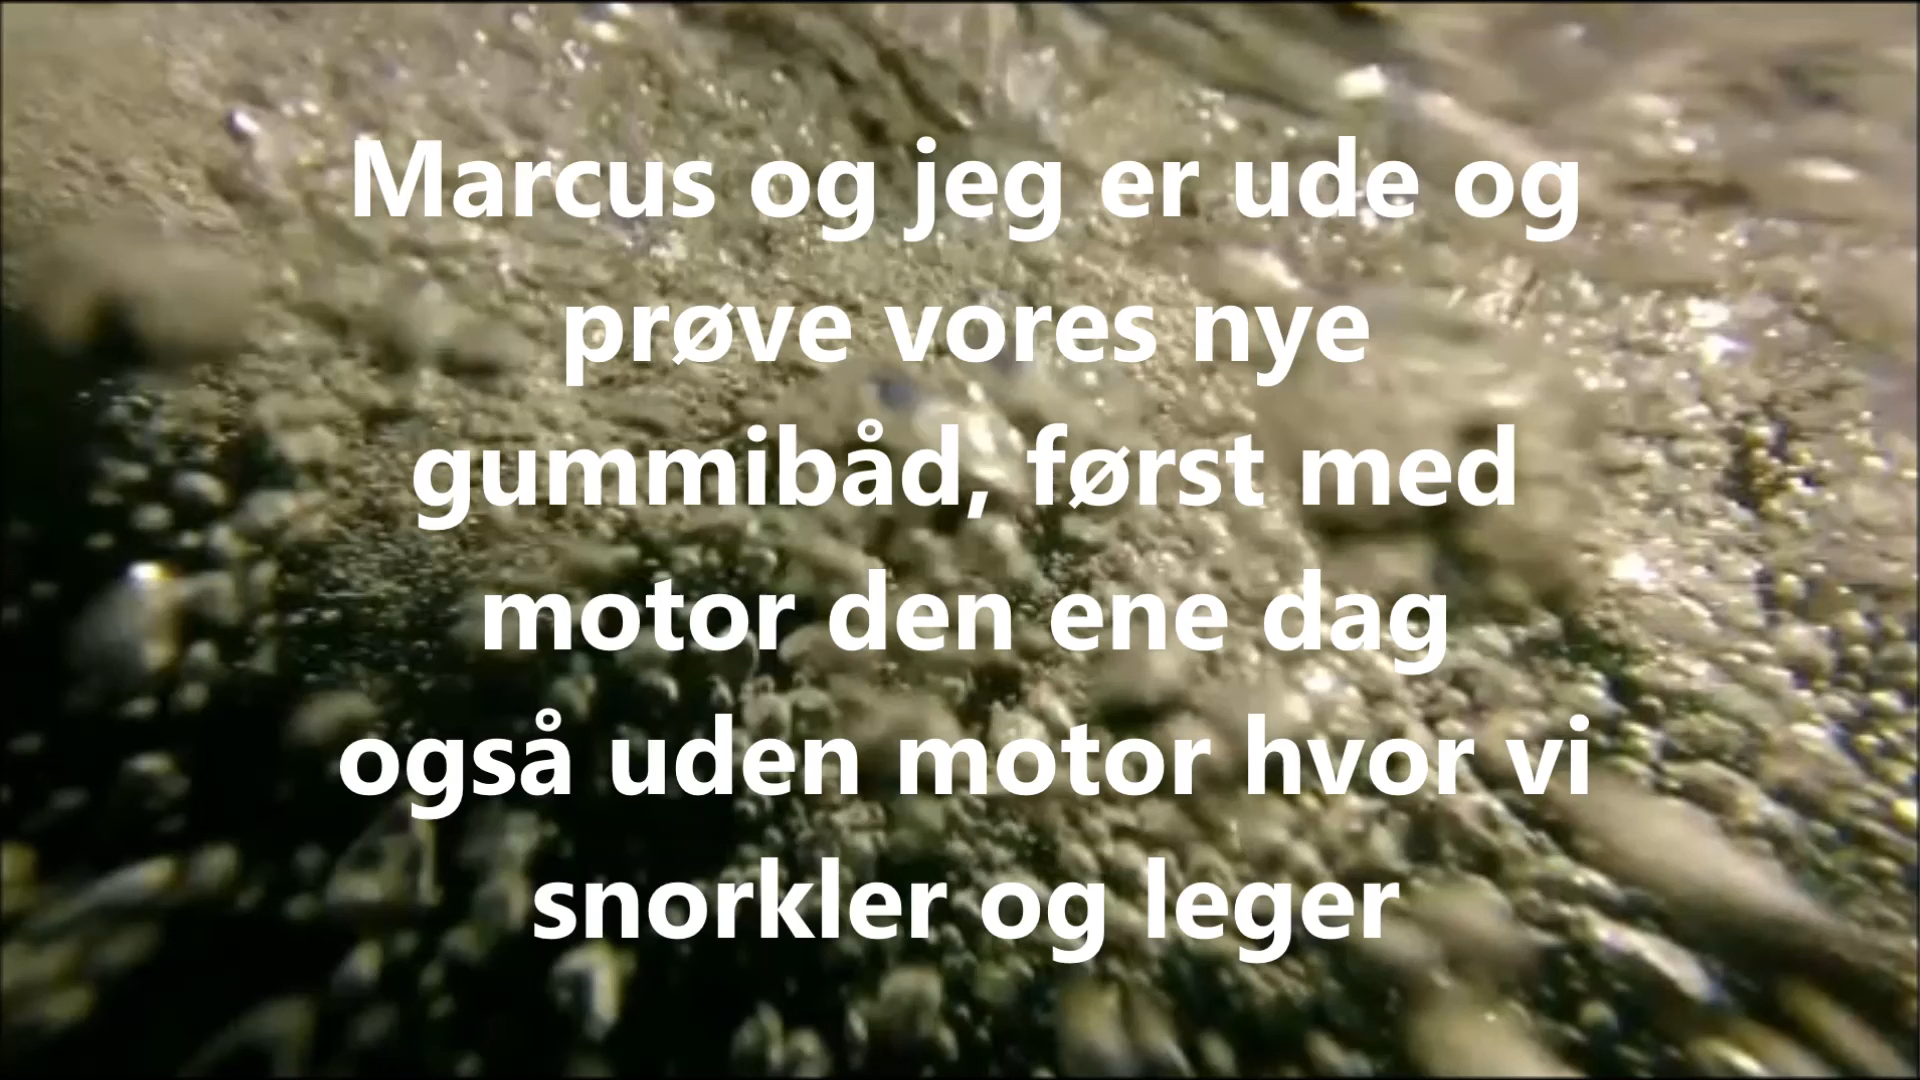 Marcus og jeg er ude og
prøve vores nye
gummibåd, først med
motor den ene dag
også uden motor hvor vi
snorkler og leger